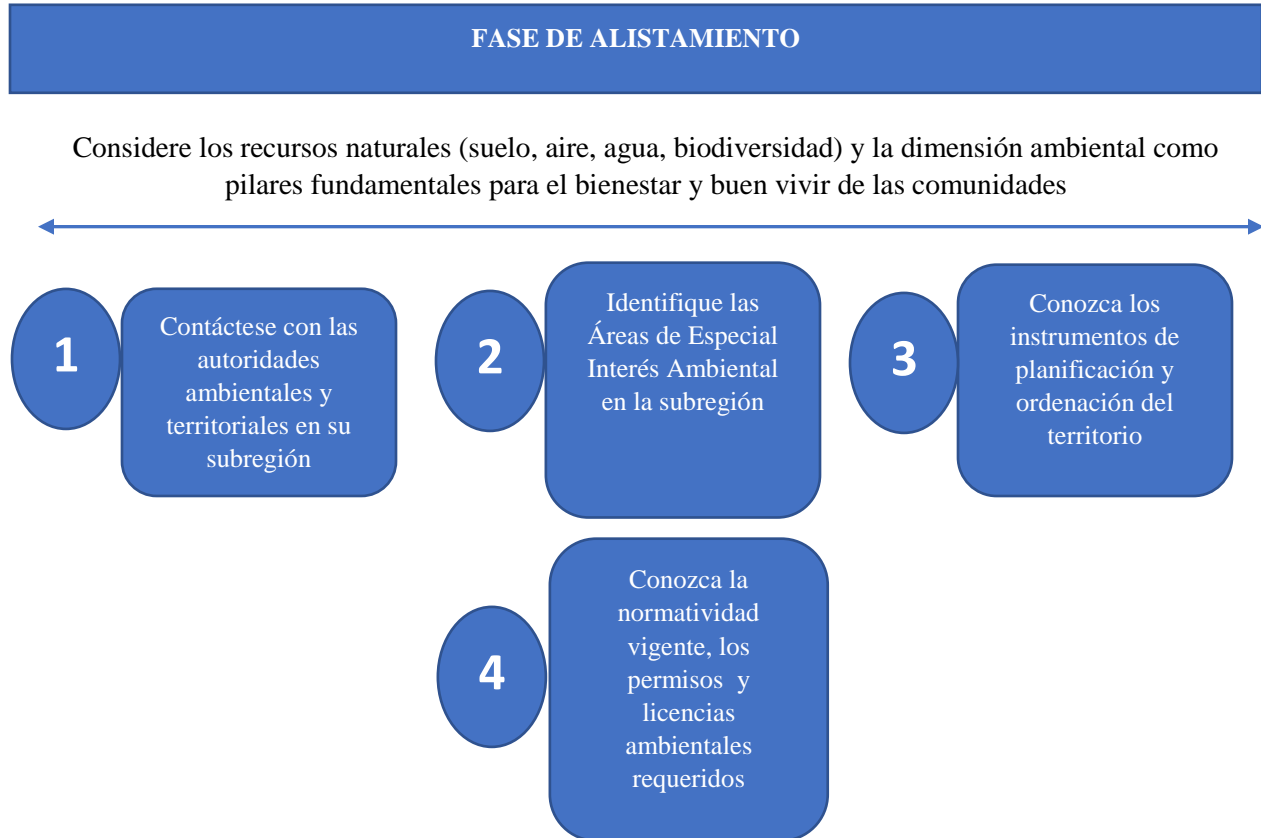 FASE DE ALISTAMIENTO
Considere los recursos naturales (suelo, aire, agua, biodiversidad) y la dimensión ambiental como
pilares fundamentales para el bienestar y buen vivir de las comunidades
1
Contáctese con las
autoridades
ambientales y
territoriales en su
subregión
2
Identifique las
Áreas de Especial
Interés Ambiental
en la subregión
3
Conozca los
instrumentos de
planificación y
ordenación del
territorio
4
Conozca la
normatividad
vigente, los
permisos y
licencias
ambientales
requeridos